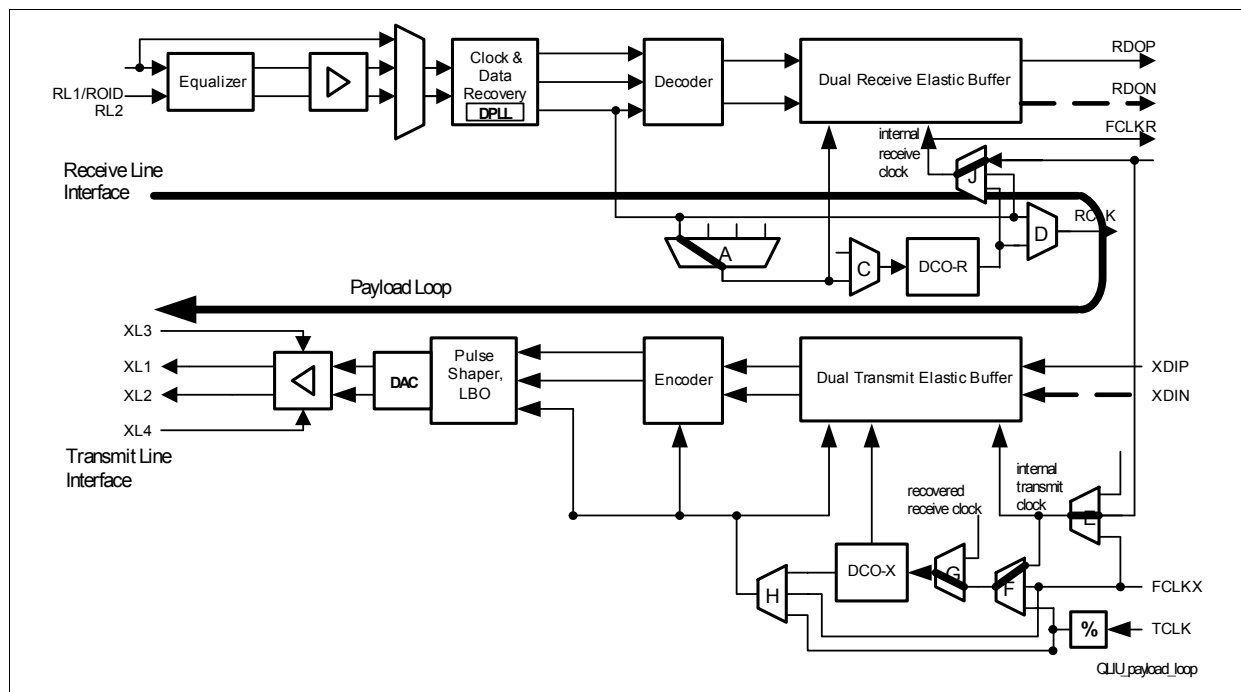 RL1/ROID
RL2
Equalizer
Clock &
Data
Recovery
DPLL
Decoder
Dual Receive Elastic Buffer
RDOP
RDON
FCLKR
internal
receive
clock
J
Receive Line
Interface
A
C
DCO-R
D
RCLK
Payload Loop
XL3
XL1
XL2
XL4
DAC
Pulse
Shaper,
LBO
Encoder
Dual Transmit Elastic Buffer
XDIP
XDIN
Transmit Line
Interface
recovered
receive clock
internal
transmit
clock
E
H
DCO-X
G
F
FCLKX
%
TCLK
QLIU_payload_loop